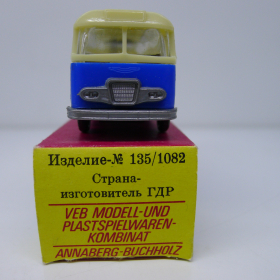 Изделие-№ 135/1082
Страна-
изготовитель ГДР
VEB MODELL-UND
PLASTSPIELWAREN-
KOMBINAT
ANNABERG-BUCHHOLZ